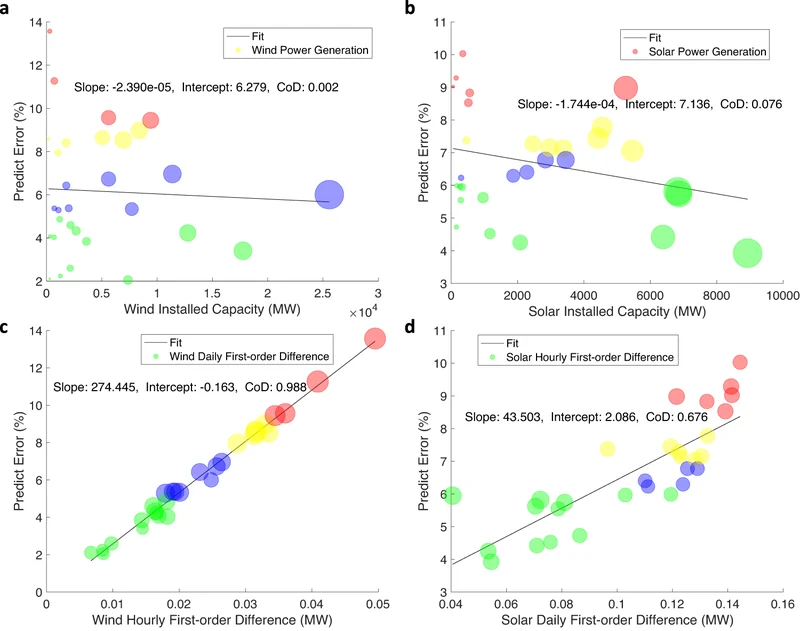 a
14
12
10
8
6
4
2
Predict Error (%)
Fit
Wind Power Generation
Slope: -2.390e-05, Intercept: 6.279, CoD: 0.002
0 0.5 1 1.5 2 2.5 3
Wind Installed Capacity (MW)
× 10^4
b
11
10
9
8
7
6
5
4
3
Predict Error (%)
Fit
Solar Power Generation
Slope: -1.744e-04, Intercept: 7.136, CoD: 0.076
0 2000 4000 6000 8000 10000
Solar Installed Capacity (MW)
c
14
12
10
8
6
4
2
0
Predict Error (%)
Fit
Wind Daily First-order Difference
Slope: 274.445, Intercept: -0.163, CoD: 0.988
0 0.01 0.02 0.03 0.04 0.05
Wind Hourly First-order Difference (MW)
d
11
10
9
8
7
6
5
4
3
Predict Error (%)
Fit
Solar Hourly First-order Difference
Slope: 43.503, Intercept: 2.086, CoD: 0.676
0.04 0.06 0.08 0.1 0.12 0.14 0.16
Solar Daily First-order Difference (MW)